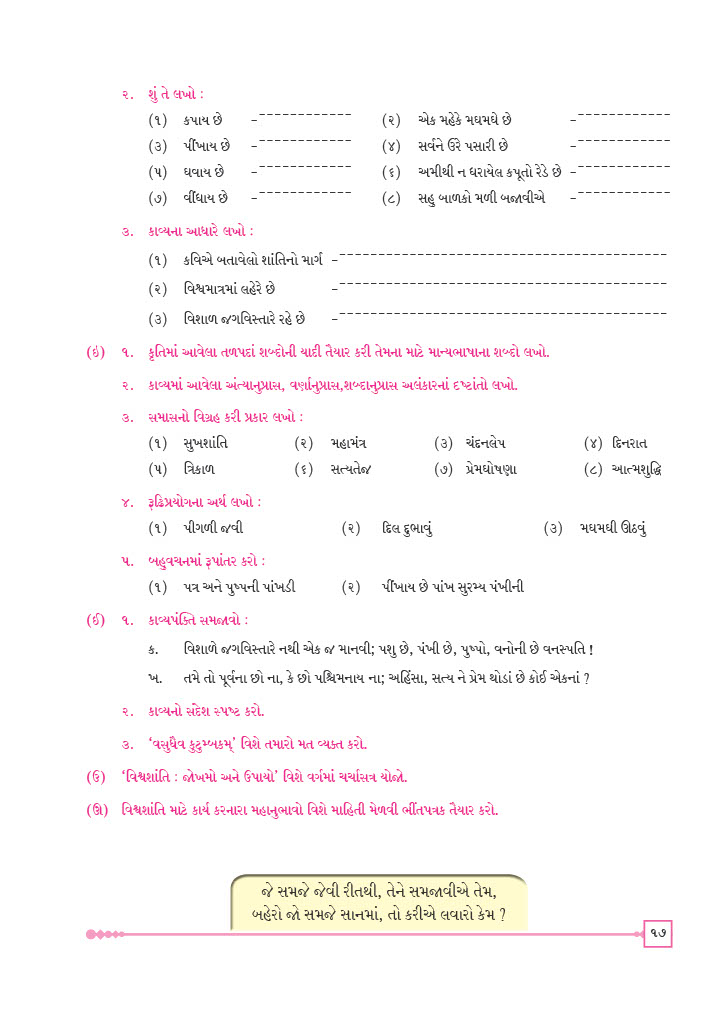 ૨. શું તે લખો :
(૧) કપાય છે – ------------ (૨) એક મહેકે મઘમઘે છે – ------------
(૩) પીંખાય છે – ------------ (૪) સર્વને ઉરે પસારી છે – ------------
(૫) ઘવાય છે – ------------ (૬) અમીથી ન ધરાયેલ કપૂતો રેડે છે – ------------
(૭) વીંધાય છે – ------------ (૮) સહુ બાળકો મળી બજાવીએ – ------------
૩. કાવ્યના આધારે લખો :
(૧) કવિએ બતાવેલો શાંતિનો માર્ગ – ------------------------------------------
(૨) વિશ્વમાત્રમાં લહેરે છે – ------------------------------------------
(૩) વિશાળ જગવિસ્તારે રહે છે – ------------------------------------------
(ઇ) ૧. કૃતિમાં આવેલા તળપદાં શબ્દોની યાદી તૈયાર કરી તેમના માટે માન્યભાષાના શબ્દો લખો.
૨. કાવ્યમાં આવેલા અંત્યાનુપ્રાસ, વર્ણાનુપ્રાસ,શબ્દાનુપ્રાસ અલંકારનાં દૃષ્ટાંતો લખો.
૩. સમાસનો વિગ્રહ કરી પ્રકાર લખો :
(૧) સુખશાંતિ (૨) મહામંત્ર (૩) ચંદનલેપ (૪) દિનરાત
(૫) ત્રિકાળ (૬) સત્યતેજ (૭) પ્રેમઘોષણા (૮) આત્મશુદ્ધિ
૪. રૂઢિપ્રયોગના અર્થ લખો :
(૧) પીગળી જવી (૨) દિલ દુભાવું (૩) મઘમઘી ઊઠવું
૫. બહુવચનમાં રૂપાંતર કરો :
(૧) પત્ર અને પુષ્પની પાંખડી (૨) પીંખાય છે પાંખ સુરમ્ય પંખીની
(ઈ) ૧. કાવ્યપંક્તિ સમજાવો :
ક. વિશાળે જગવિસ્તારે નથી એક જ માનવી; પશુ છે, પંખી છે, પુષ્પો, વનોની છે વનસ્પતિ !
ખ. તમે તો પૂર્વના છો ના, કે છો પશ્ચિમનાય ના; અહિંસા, સત્ય ને પ્રેમ થોડાં છે કોઈ એકનાં ?
૨. કાવ્યનો સંદેશ સ્પષ્ટ કરો.
૩. ‘વસુધૈવ કુટુમ્બકમ્’ વિશે તમારો મત વ્યક્ત કરો.
(ઉ) ‘વિશ્વશાંતિ : જોખમો અને ઉપાયો’ વિશે વર્ગમાં ચર્ચાસત્ર યોજો.
(ઊ) વિશ્વશાંતિ માટે કાર્ય કરનારા મહાનુભાવો વિશે માહિતી મેળવી ભીંતપત્રક તૈયાર કરો.
જે સમજે જેવી રીતથી, તેને સમજાવીએ તેમ,
બહેરો જો સમજે સાનમાં, તો કરીએ લવારો કેમ ?
૧૭